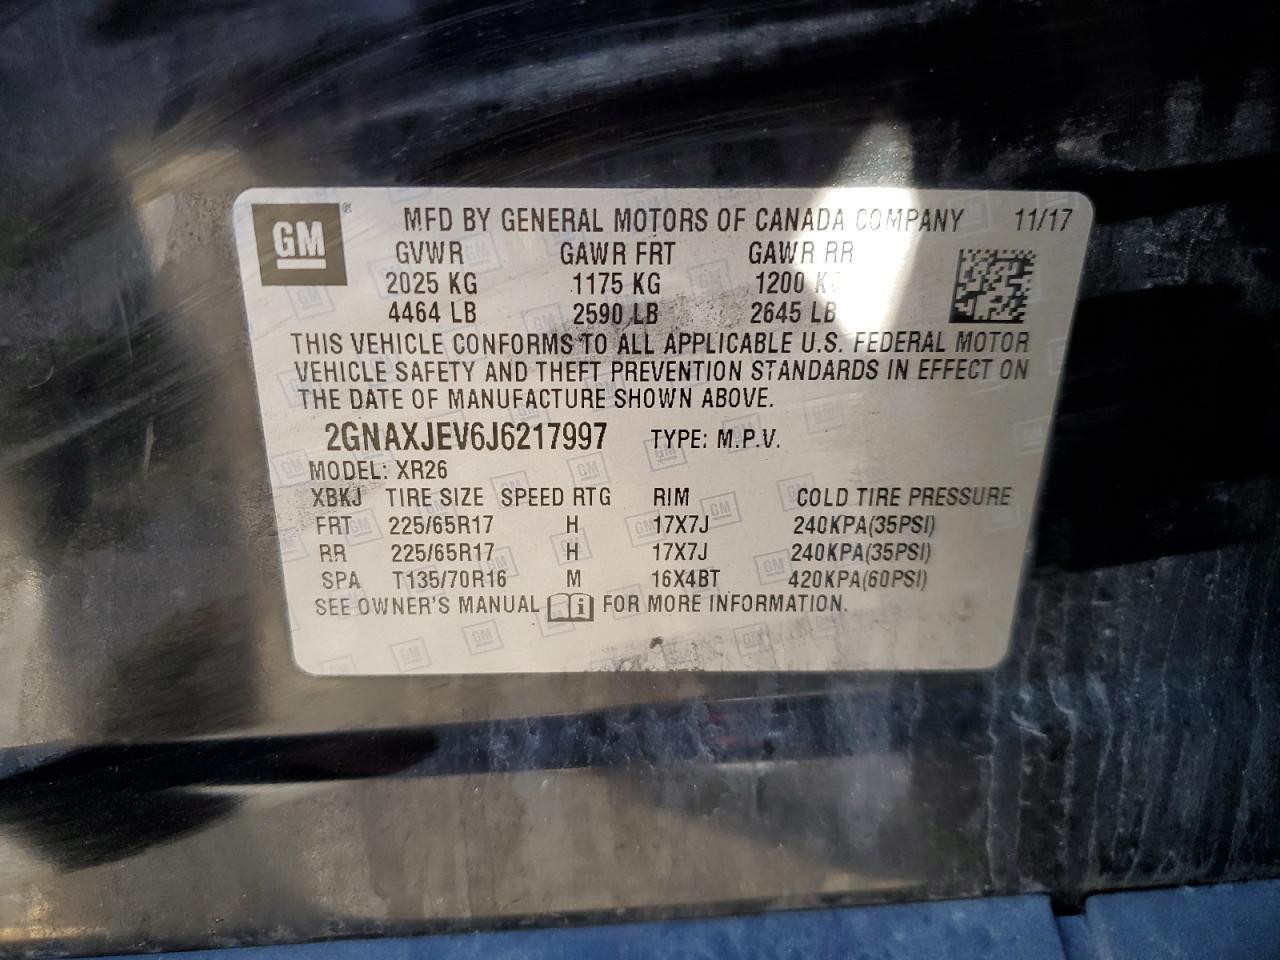 GM® MFD BY GENERAL MOTORS OF CANADA COMPANY 11/17
GVWR GAWR FRT GAWR RR
2025 KG 1175 KG 1200 KG
4464 LB 2590 LB 2645 LB
THIS VEHICLE CONFORMS TO ALL APPLICABLE U.S. FEDERAL MOTOR
VEHICLE SAFETY AND THEFT PREVENTION STANDARDS IN EFFECT ON
THE DATE OF MANUFACTURE SHOWN ABOVE.
2GNAXJEV6J6217997 TYPE: M.P.V.
MODEL: XR26
XBKJ TIRE SIZE SPEED RTG RIM COLD TIRE PRESSURE
FRT 225/65R17 H 17X7J 240KPA(35PSI)
RR 225/65R17 H 17X7J 240KPA(35PSI)
SPA T135/70R16 M 16X4BT 420KPA(60PSI)
SEE OWNER'S MANUAL i FOR MORE INFORMATION.